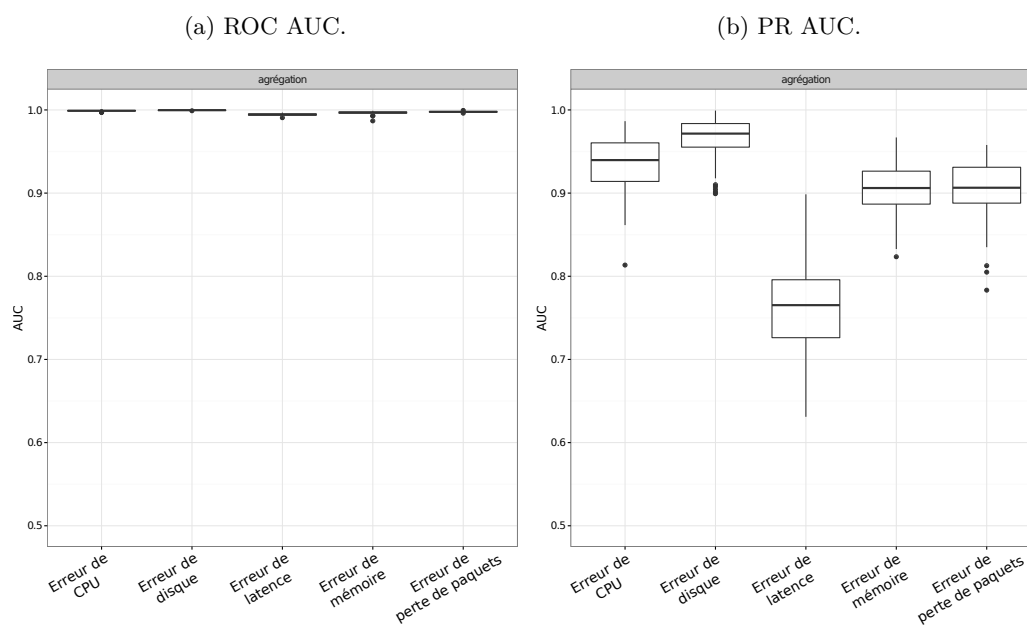 (a) ROC AUC.
agrégation
AUC
1.0
0.9
0.8
0.7
0.6
0.5
Erreur de
CPU
Erreur de
disque
Erreur de
latence
Erreur de
mémoire
Erreur de
perte de paquets
(b) PR AUC.
agrégation
AUC
1.0
0.9
0.8
0.7
0.6
0.5
Erreur de
CPU
Erreur de
disque
Erreur de
latence
Erreur de
mémoire
Erreur de
perte de paquets